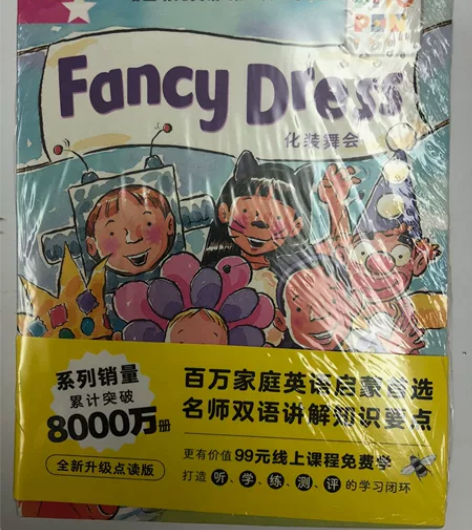 Fancy Dress
化装舞会
系列销量
累计突破
8000万册
全新升级点读版
百万家庭英语启蒙首选
名师双语讲解知识要点
更有价值99元线上课程免费学
打造 听、学、练、测、评 的学习闭环